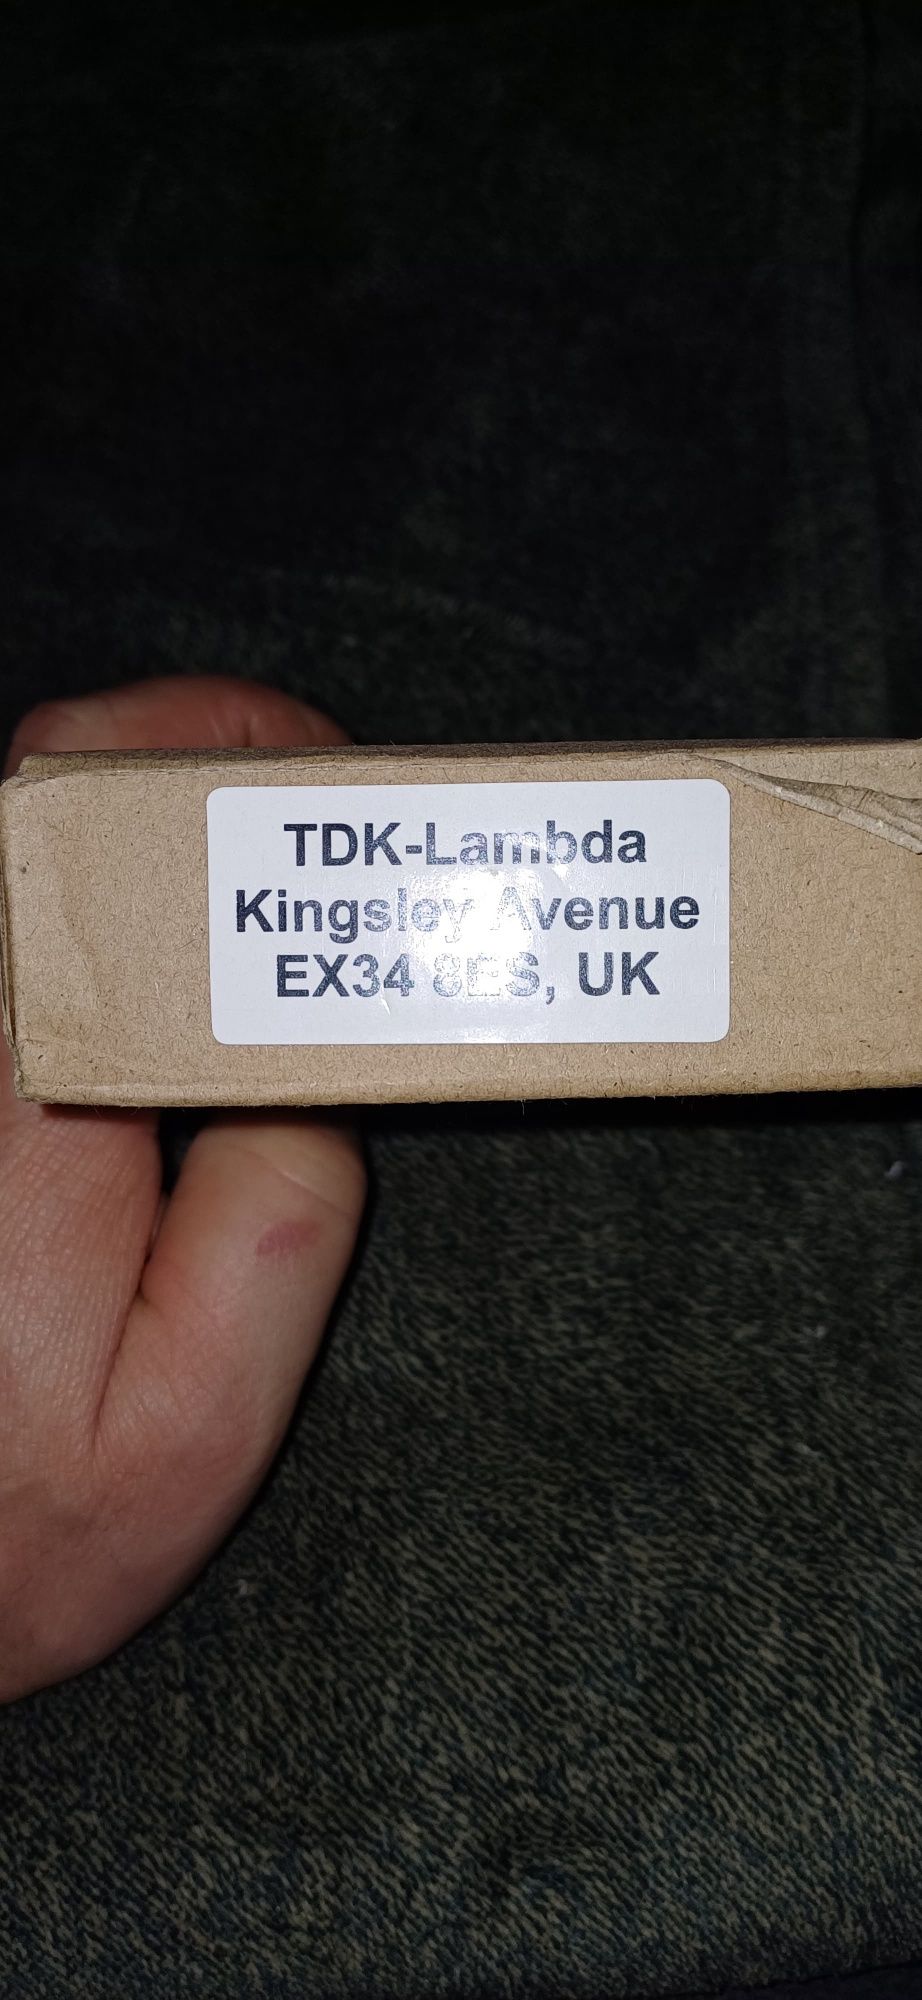 TDK-Lambda
Kingsley Avenue
EX34 8ES, UK